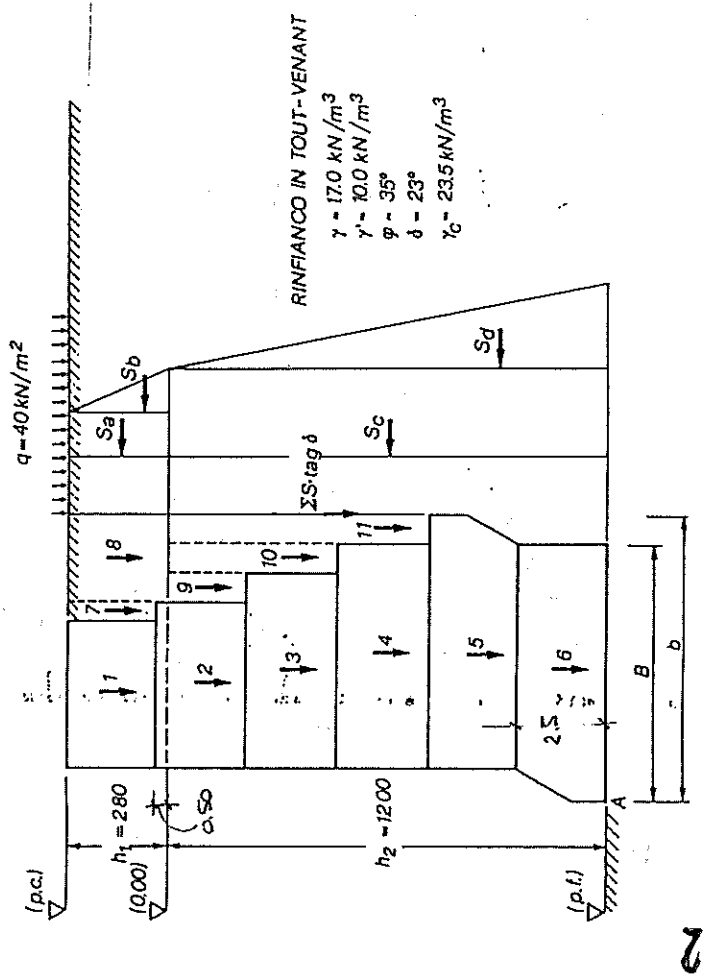 q = 40 kN/m²
(p.c.)
(0.00)
(p.f.)
h₁ = 280
0.50
h₂ = 1200
Sa
Sb
Sc
Sd
ΣS·tag δ
1
2
3
4
5
6
7
8
9
10
11
2.5
A
B
b
RINFIANCO IN TOUT-VENANT
γ = 17.0 kN/m³
γ' = 10.0 kN/m³
φ = 35°
δ = 23°
γc = 23.5 kN/m³